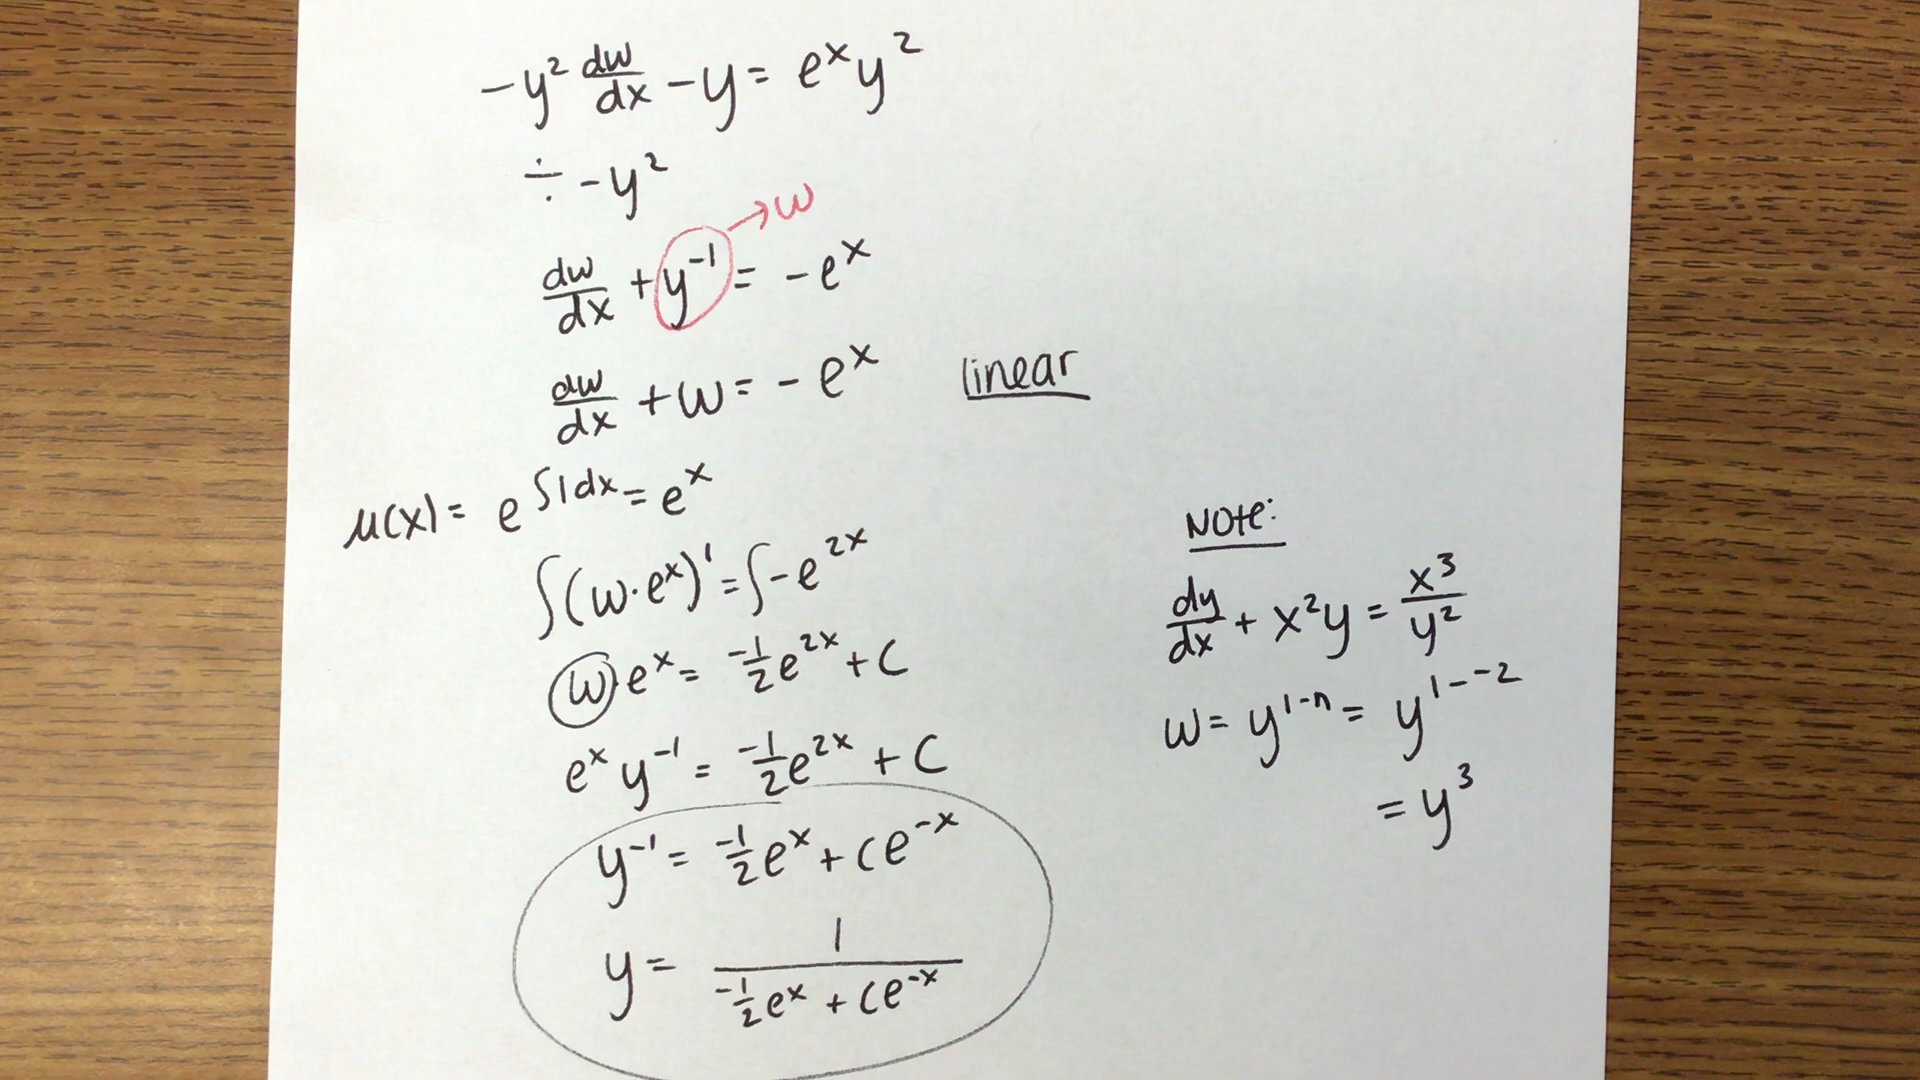 -y² dw/dx - y = eˣy²
÷ -y²
→ w
dw/dx + y⁻¹ = -eˣ
dw/dx + w = -eˣ linear
μ(x) = e^∫1dx = eˣ
∫(w·eˣ)' = ∫-e²ˣ
w·eˣ = -1/2 e²ˣ + C
eˣy⁻¹ = -1/2 e²ˣ + C
y⁻¹ = -1/2 eˣ + Ce⁻ˣ
y = 1/(-1/2 eˣ + Ce⁻ˣ)
Note:
dy/dx + x²y = x³/y²
w = y¹⁻ⁿ = y¹⁻⁻²
= y³